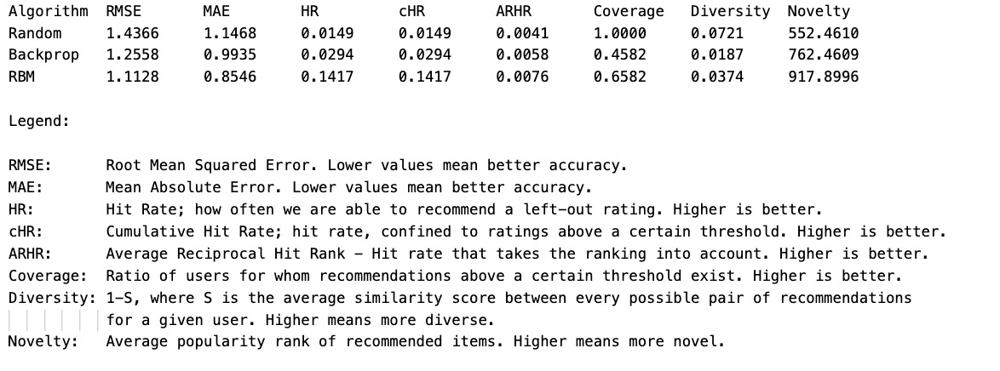 Algorithm RMSE MAE HR cHR ARHR Coverage Diversity Novelty
Random 1.4366 1.1468 0.0149 0.0149 0.0041 1.0000 0.0721 552.4610
Backprop 1.2558 0.9935 0.0294 0.0294 0.0058 0.4582 0.0187 762.4609
RBM 1.1128 0.8546 0.1417 0.1417 0.0076 0.6582 0.0374 917.8996
Legend:
RMSE: Root Mean Squared Error. Lower values mean better accuracy.
MAE: Mean Absolute Error. Lower values mean better accuracy.
HR: Hit Rate; how often we are able to recommend a left-out rating. Higher is better.
cHR: Cumulative Hit Rate; hit rate, confined to ratings above a certain threshold. Higher is better.
ARHR: Average Reciprocal Hit Rank - Hit rate that takes the ranking into account. Higher is better.
Coverage: Ratio of users for whom recommendations above a certain threshold exist. Higher is better.
Diversity: 1-S, where S is the average similarity score between every possible pair of recommendations
for a given user. Higher means more diverse.
Novelty: Average popularity rank of recommended items. Higher means more novel.